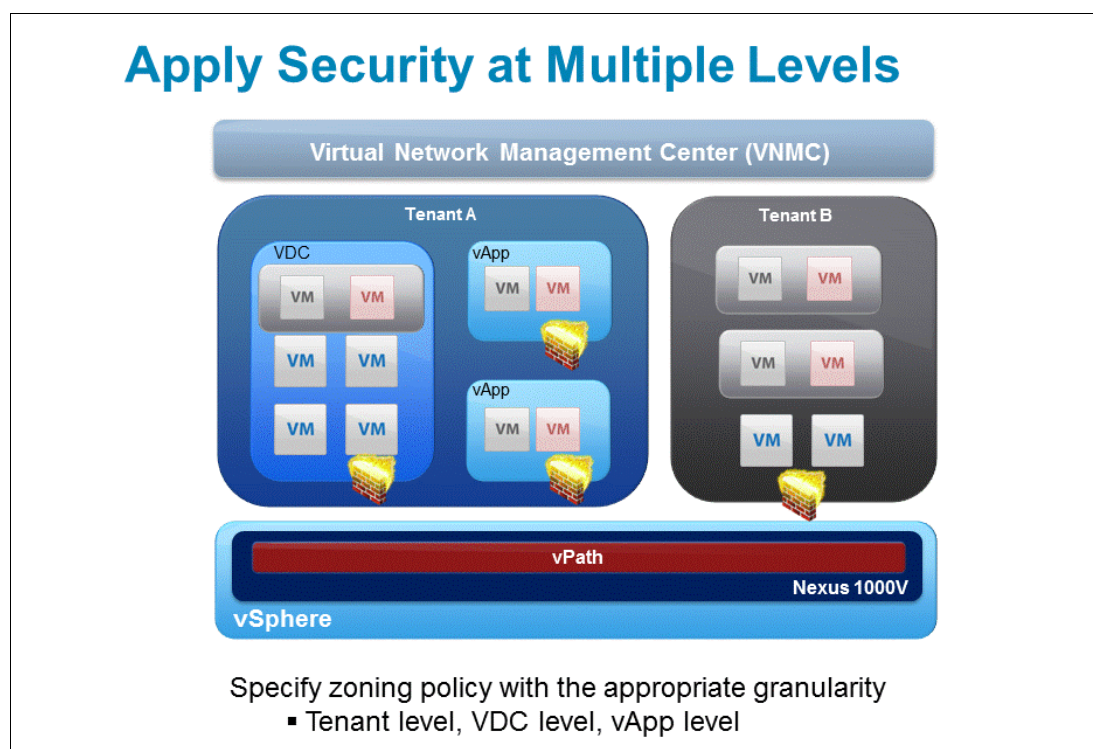 Apply Security at Multiple Levels
Virtual Network Management Center (VNMC)
Tenant A
VDC
VM VM
VM VM
VM VM
vApp
VM VM
vApp
VM VM
Tenant B
VM VM
VM VM
VM VM
vPath
Nexus 1000V
vSphere
Specify zoning policy with the appropriate granularity
▪ Tenant level, VDC level, vApp level